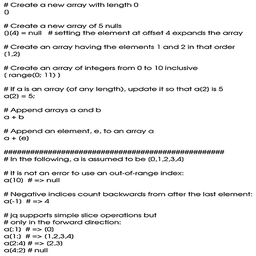 # Create a new array with length 0
()
# Create a new array of 5 nulls
()(4) = null # setting the element at offset 4 expands the array
# Create an array having the elements 1 and 2 in that order
(1,2)
# Create an array of integers from 0 to 10 inclusive
( range(0; 11) )
# If a is an array (of any length), update it so that a(2) is 5
a(2) = 5;
# Append arrays a and b
a + b
# Append an element, e, to an array a
a + (e)
##################################################
# In the following, a is assumed to be (0,1,2,3,4)
# It is not an error to use an out-of-range index:
a(10) # => null
# Negative indices count backwards from after the last element:
a(-1) # => 4
# jq supports simple slice operations but
# only in the forward direction:
a(:1) # => (0)
a(1:) # => (1,2,3,4)
a(2:4) # => (2,3)
a(4:2) # null